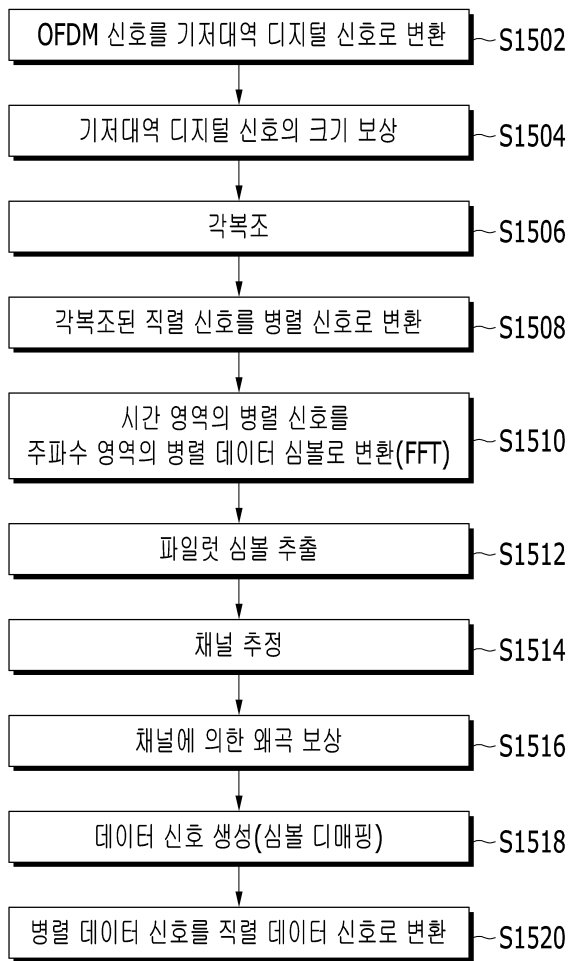 OFDM 신호를 기저대역 디지털 신호로 변환
S1502
기저대역 디지털 신호의 크기 보상
S1504
각복조
S1506
각복조된 직렬 신호를 병렬 신호로 변환
S1508
시간 영역의 병렬 신호를
주파수 영역의 병렬 데이터 심볼로 변환(FFT)
S1510
파일럿 심볼 추출
S1512
채널 추정
S1514
채널에 의한 왜곡 보상
S1516
데이터 신호 생성(심볼 디매핑)
S1518
병렬 데이터 신호를 직렬 데이터 신호로 변환
S1520